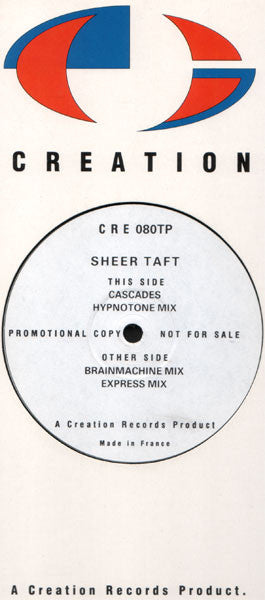 CREATION
CRE 080TP
SHEER TAFT
THIS SIDE
CASCADES
HYPNOTONE MIX
PROMOTIONAL COPY NOT FOR SALE
OTHER SIDE
BRAINMACHINE MIX
EXPRESS MIX
A Creation Records Product
Made in France
A Creation Records Product.